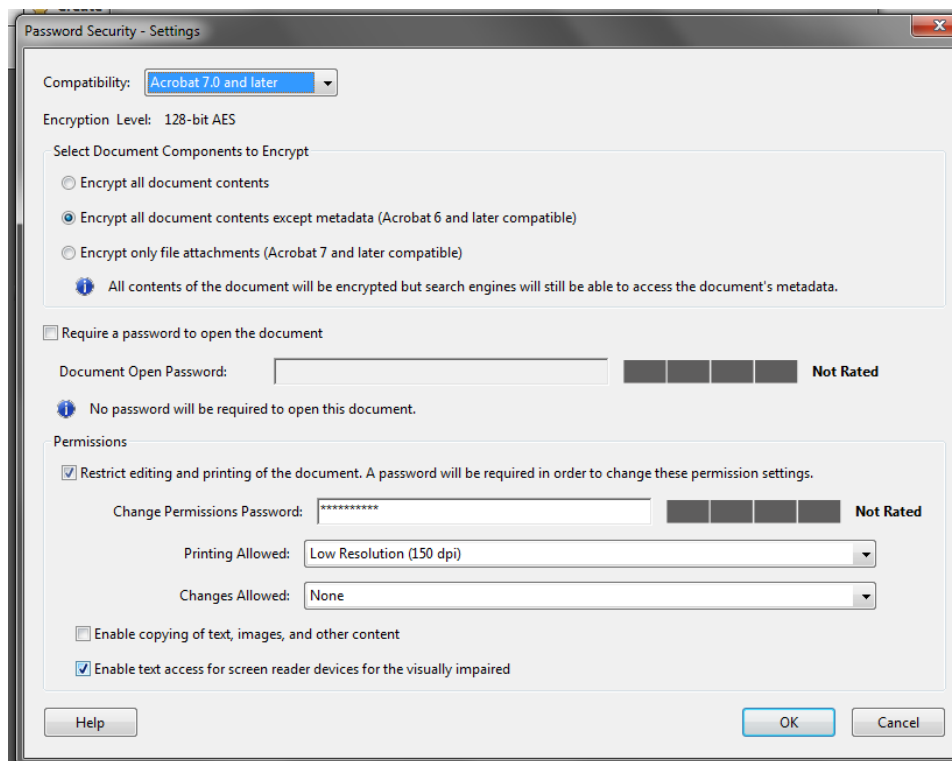 Create
Password Security - Settings
Compatibility: Acrobat 7.0 and later
Encryption Level: 128-bit AES
Select Document Components to Encrypt
Encrypt all document contents
Encrypt all document contents except metadata (Acrobat 6 and later compatible)
Encrypt only file attachments (Acrobat 7 and later compatible)
All contents of the document will be encrypted but search engines will still be able to access the document's metadata.
Require a password to open the document
Document Open Password: Not Rated
No password will be required to open this document.
Permissions
Restrict editing and printing of the document. A password will be required in order to change these permission settings.
Change Permissions Password: ********** Not Rated
Printing Allowed: Low Resolution (150 dpi)
Changes Allowed: None
Enable copying of text, images, and other content
Enable text access for screen reader devices for the visually impaired
Help OK Cancel